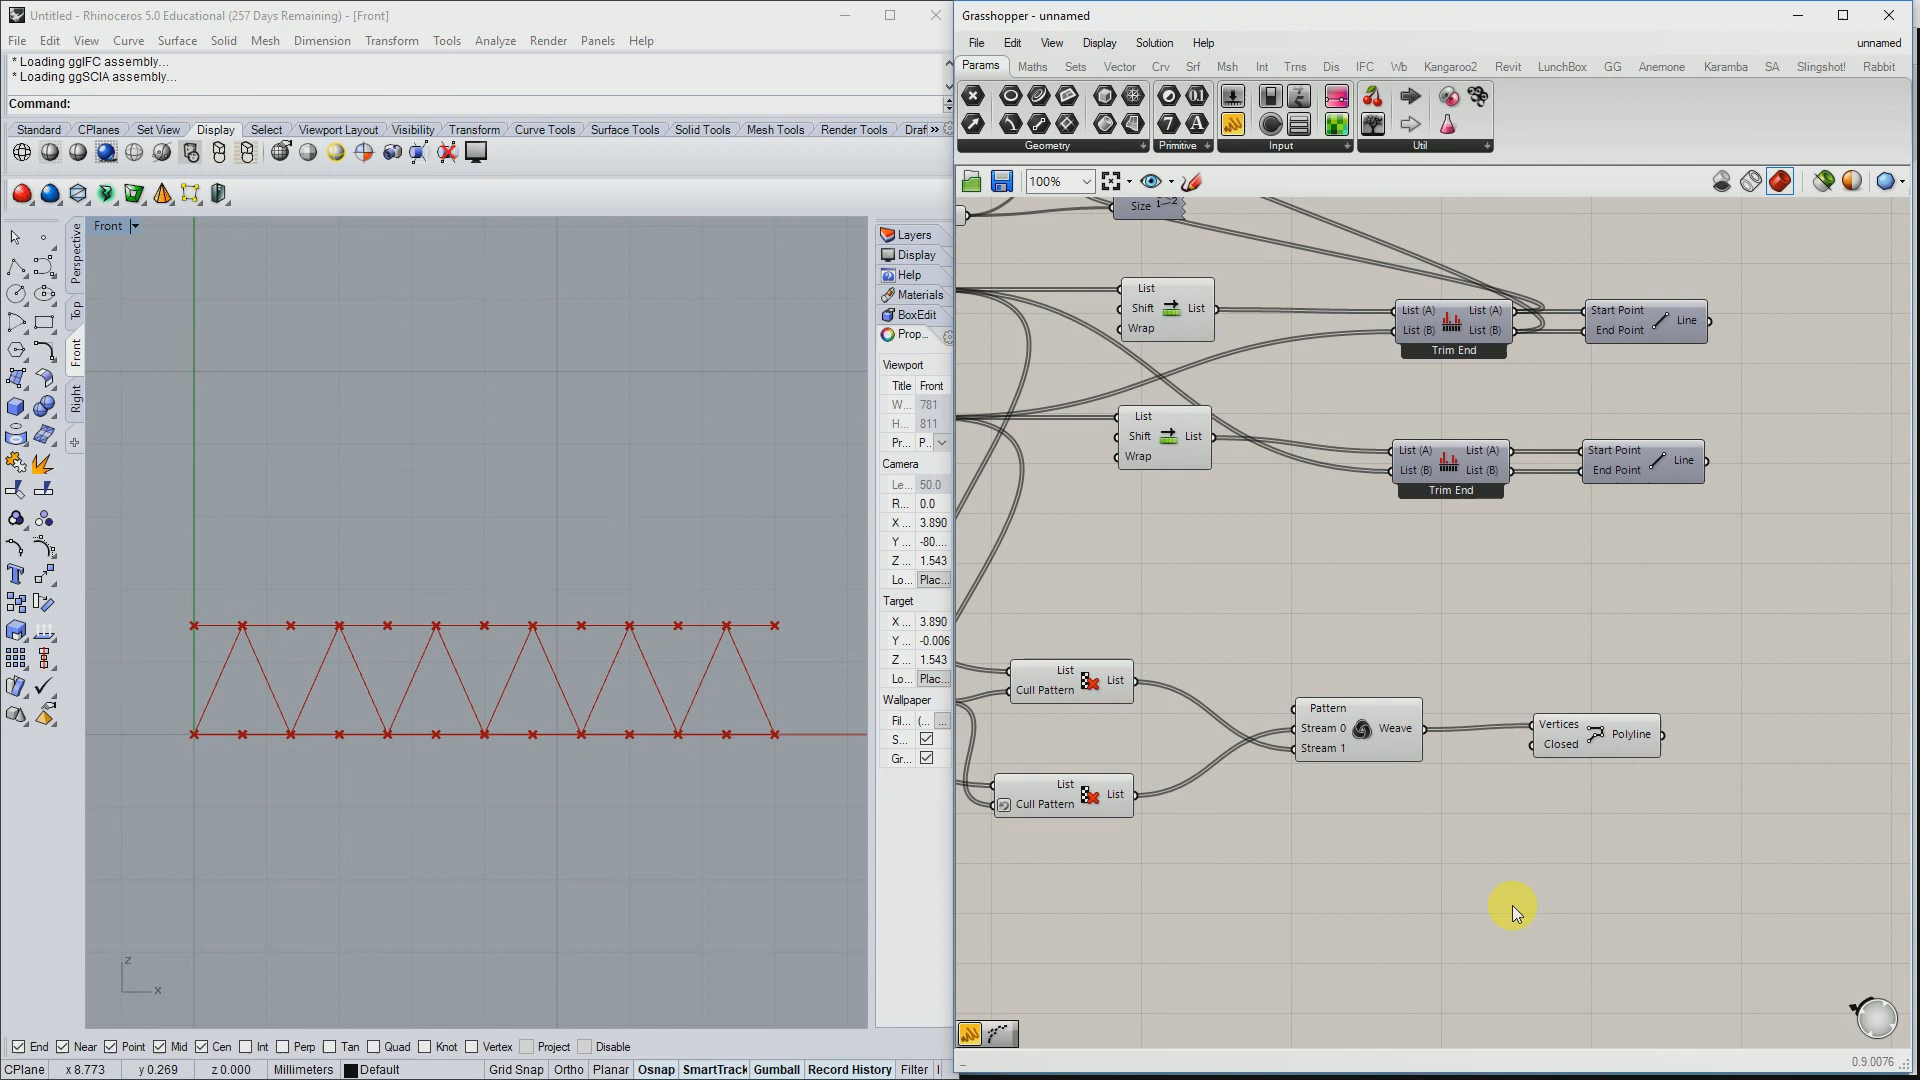 Untitled - Rhinoceros 5.0 Educational (257 Days Remaining) - [Front]
File Edit View Curve Surface Solid Mesh Dimension Transform Tools Analyze Render Panels Help
* Loading ggIFC assembly...
* Loading ggSCIA assembly...
Command:
Standard CPlanes Set View Display Select Viewport Layout Visibility Transform Curve Tools Surface Tools Solid Tools Mesh Tools Render Tools Draf »
Front
Perspective
Top
Front
Right
z
x
Layers
Display
Help
Materials
BoxEdit
Prop...
Viewport
Title Front
W... 781
H... 811
Pr... P..
Camera
Le... 50.0
R... 0.0
X ... 3.890
Y ... -80....
Z ... 1.543
Lo... Plac...
Target
X ... 3.890
Y ... -0.006
Z ... 1.543
Lo... Plac...
Wallpaper
Fil... (... ...
S...
Gr...
End Near Point Mid Cen Int Perp Tan Quad Knot Vertex Project Disable
CPlane x 8.773 y 0.269 z 0.000 Millimeters Default Grid Snap Ortho Planar Osnap SmartTrack Gumball Record History Filter
Grasshopper - unnamed
File Edit View Display Solution Help unnamed
Params Maths Sets Vector Crv Srf Msh Int Trns Dis IFC Wb Kangaroo2 Revit LunchBox GG Anemone Karamba SA Slingshot! Rabbit
Geometry Primitive Input Util
100%
Size
List
Shift List
Wrap
List (A) List (A)
List (B) List (B)
Trim End
Start Point
End Point Line
List
Shift List
Wrap
List (A) List (A)
List (B) List (B)
Trim End
Start Point
End Point Line
List
Cull Pattern List
Pattern
Stream 0 Weave
Stream 1
Vertices
Closed Polyline
List
Cull Pattern List
0.9.0076